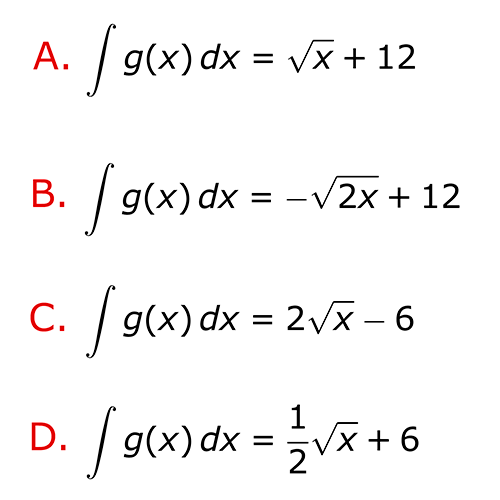 A. ∫ g(x) dx = √x + 12
B. ∫ g(x) dx = −√2x + 12
C. ∫ g(x) dx = 2√x − 6
D. ∫ g(x) dx = 1/2 √x + 6